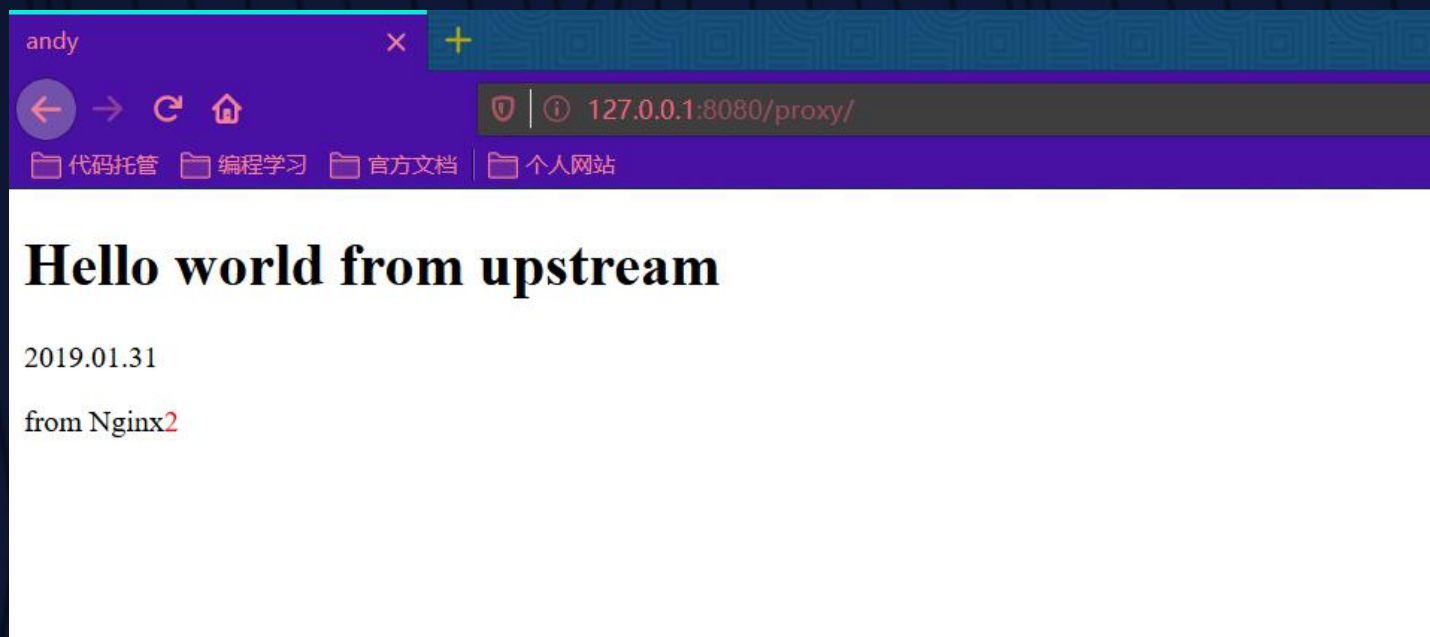 andy
127.0.0.1:8080/proxy/
代码托管 编程学习 官方文档 个人网站
Hello world from upstream
2019.01.31
from Nginx2